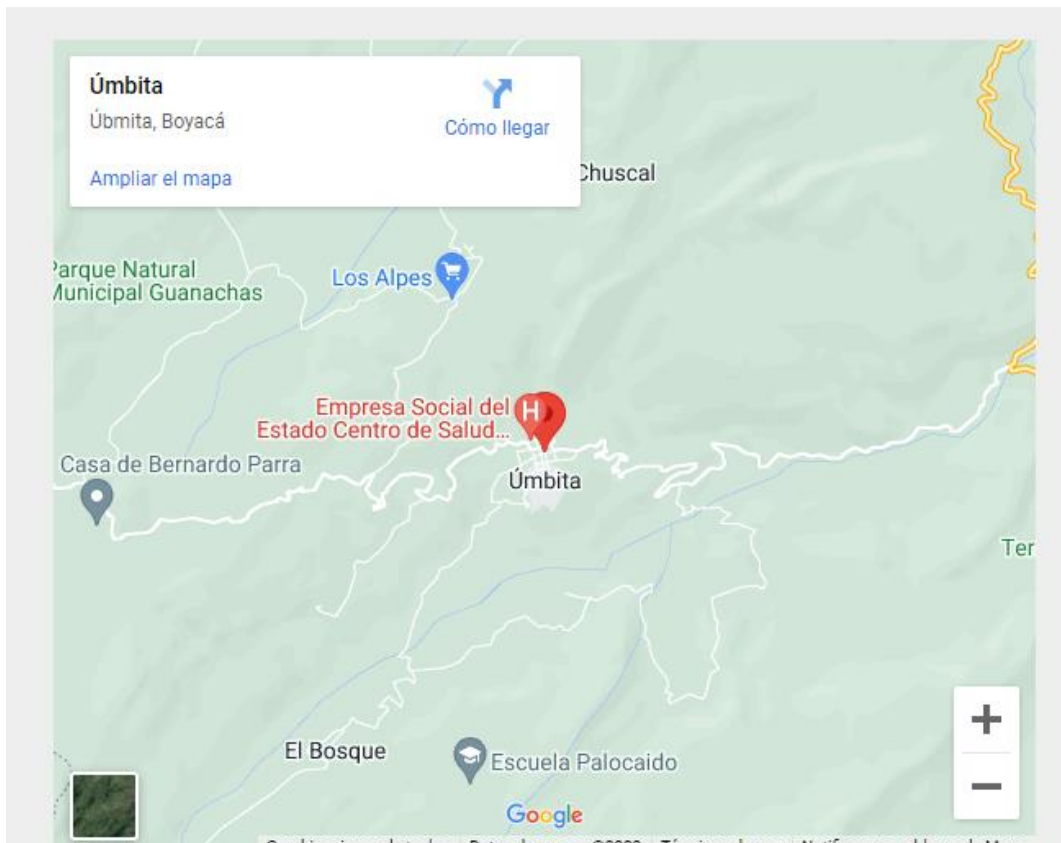 Úmbita
Úbmita, Boyacá
Cómo llegar
Ampliar el mapa
Chuscal
Parque Natural
Municipal Guanachas
Los Alpes
Empresa Social del
Estado Centro de Salud...
H
Casa de Bernardo Parra
Úmbita
Ter
El Bosque
Escuela Palocaido
+
−
Google